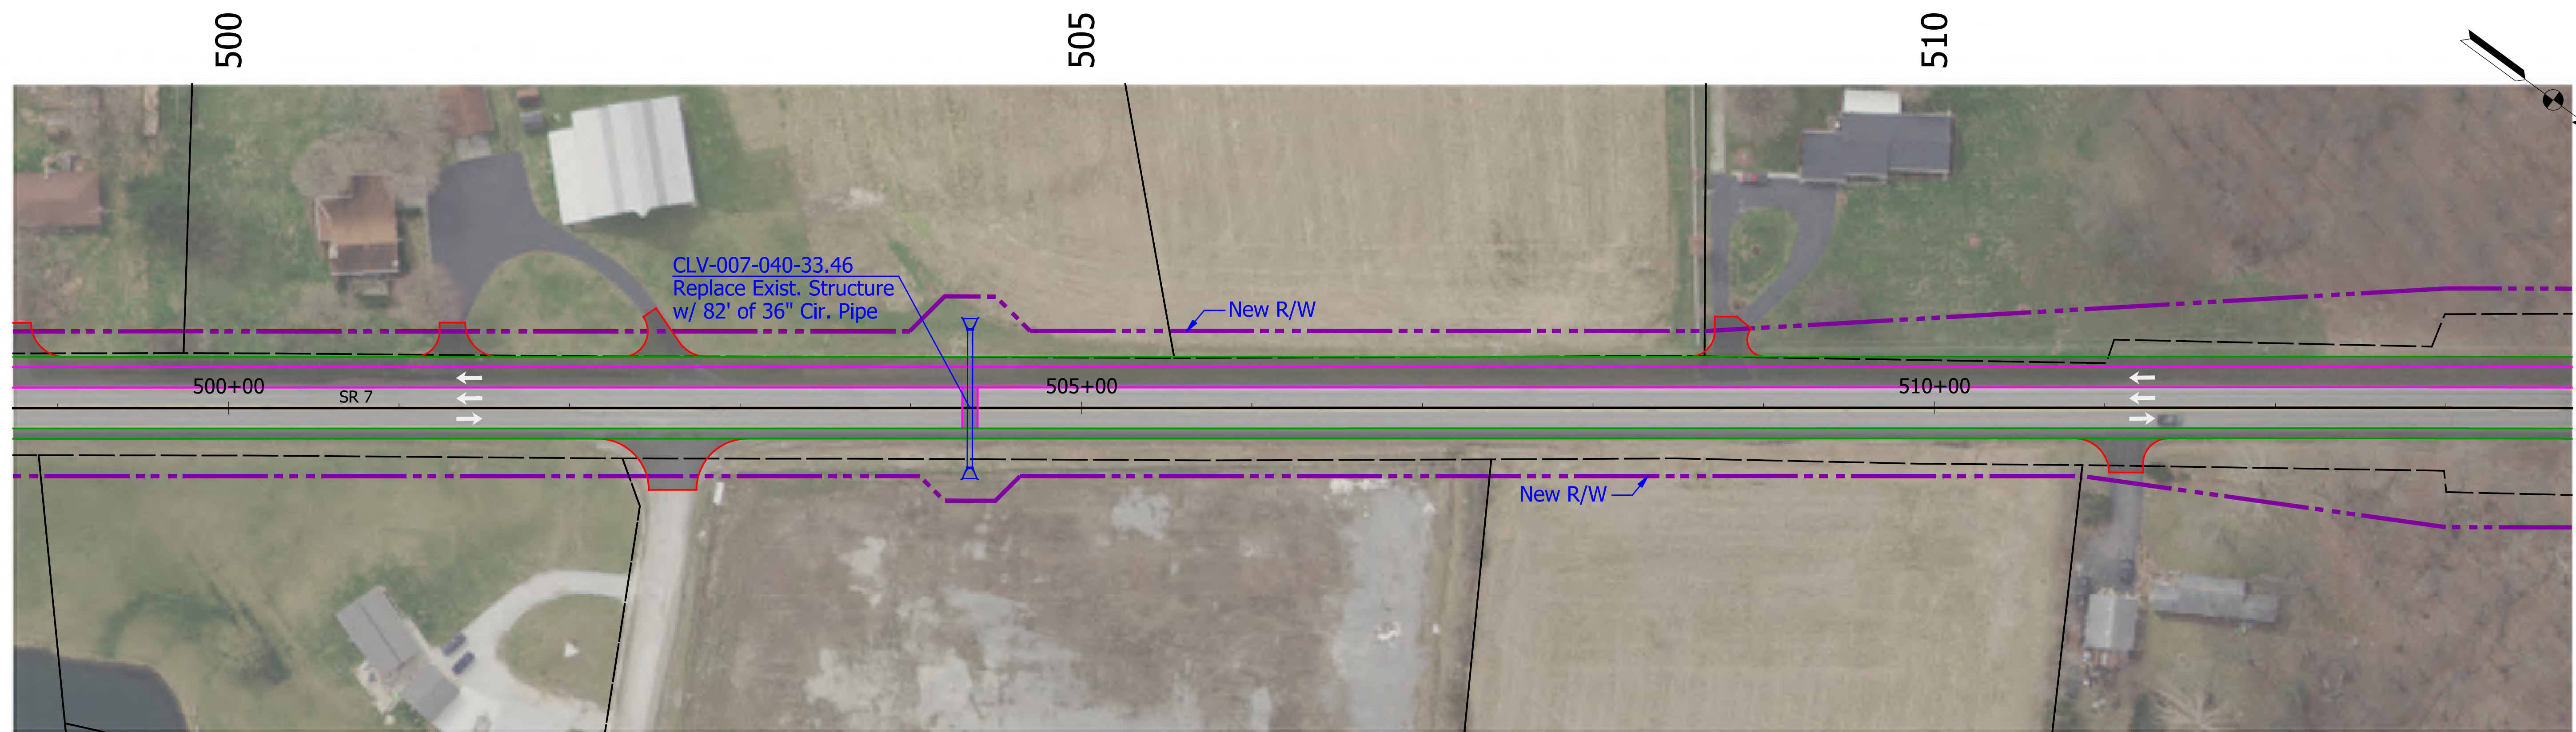 500
505
510
CLV-007-040-33.46
Replace Exist. Structure
w/ 82' of 36" Cir. Pipe
New R/W
500+00
505+00
510+00
SR 7
New R/W